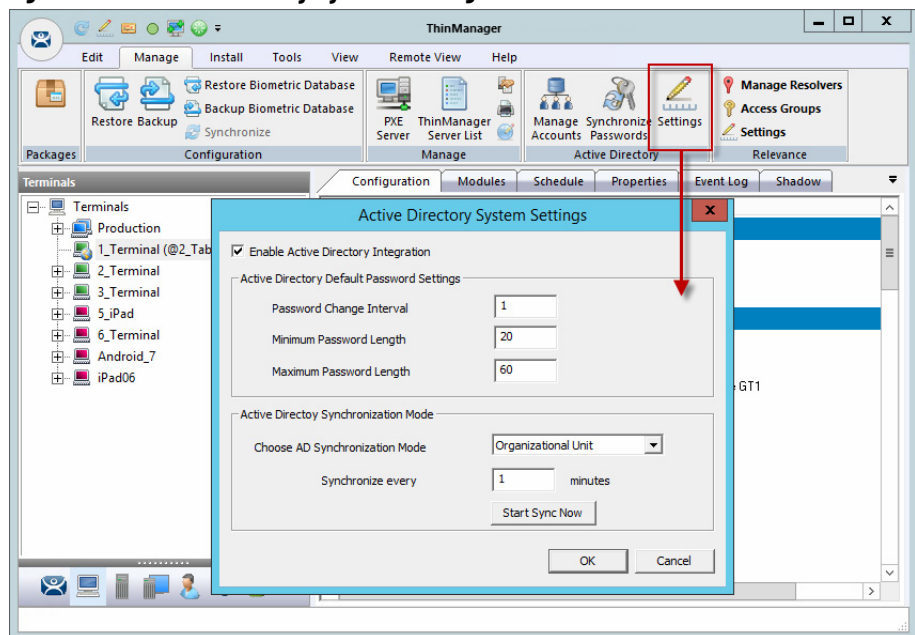 ThinManager
Edit Manage Install Tools View Remote View Help
Restore Backup
Restore Biometric Database
Backup Biometric Database
Synchronize
PXE Server
ThinManager Server List
Manage Accounts
Synchronize Passwords
Settings
Manage Resolvers
Access Groups
Settings
Packages Configuration Manage Active Directory Relevance
Terminals
Configuration Modules Schedule Properties Event Log Shadow
Terminals
Production
1_Terminal (@2_Tab
2_Terminal
3_Terminal
5_iPad
6_Terminal
Android_7
iPad06
Active Directory System Settings
x
Enable Active Directory Integration
Active Directory Default Password Settings
Password Change Interval 1
Minimum Password Length 20
Maximum Password Length 60
GT1
Active Directoy Synchronization Mode
Choose AD Synchronization Mode Organizational Unit
Synchronize every 1 minutes
Start Sync Now
OK Cancel